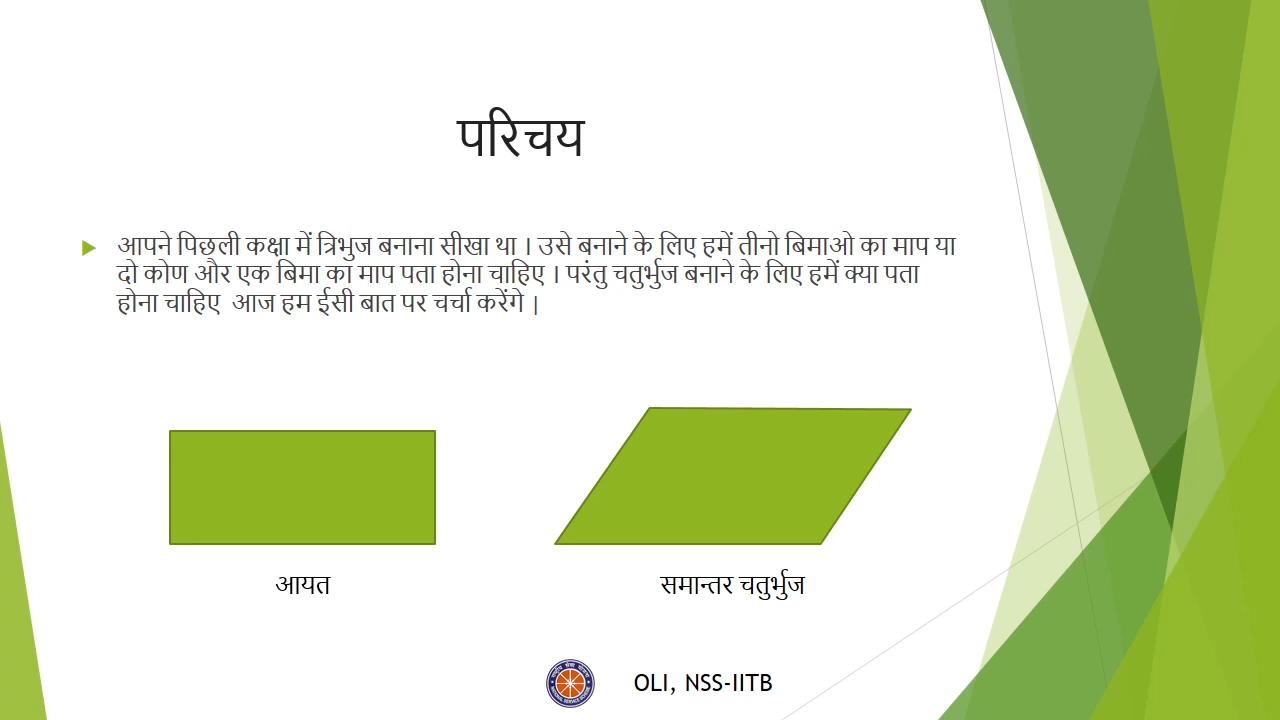 परिचय
आपने पिछली कक्षा में त्रिभुज बनाना सीखा था । उसे बनाने के लिए हमें तीनो बिमाओ का माप या
दो कोण और एक बिमा का माप पता होना चाहिए । परंतु चतुर्भुज बनाने के लिए हमें क्या पता
होना चाहिए आज हम ईसी बात पर चर्चा करेंगे |
आयत
समान्तर चतुर्भुज
OLI, NSS-IITB